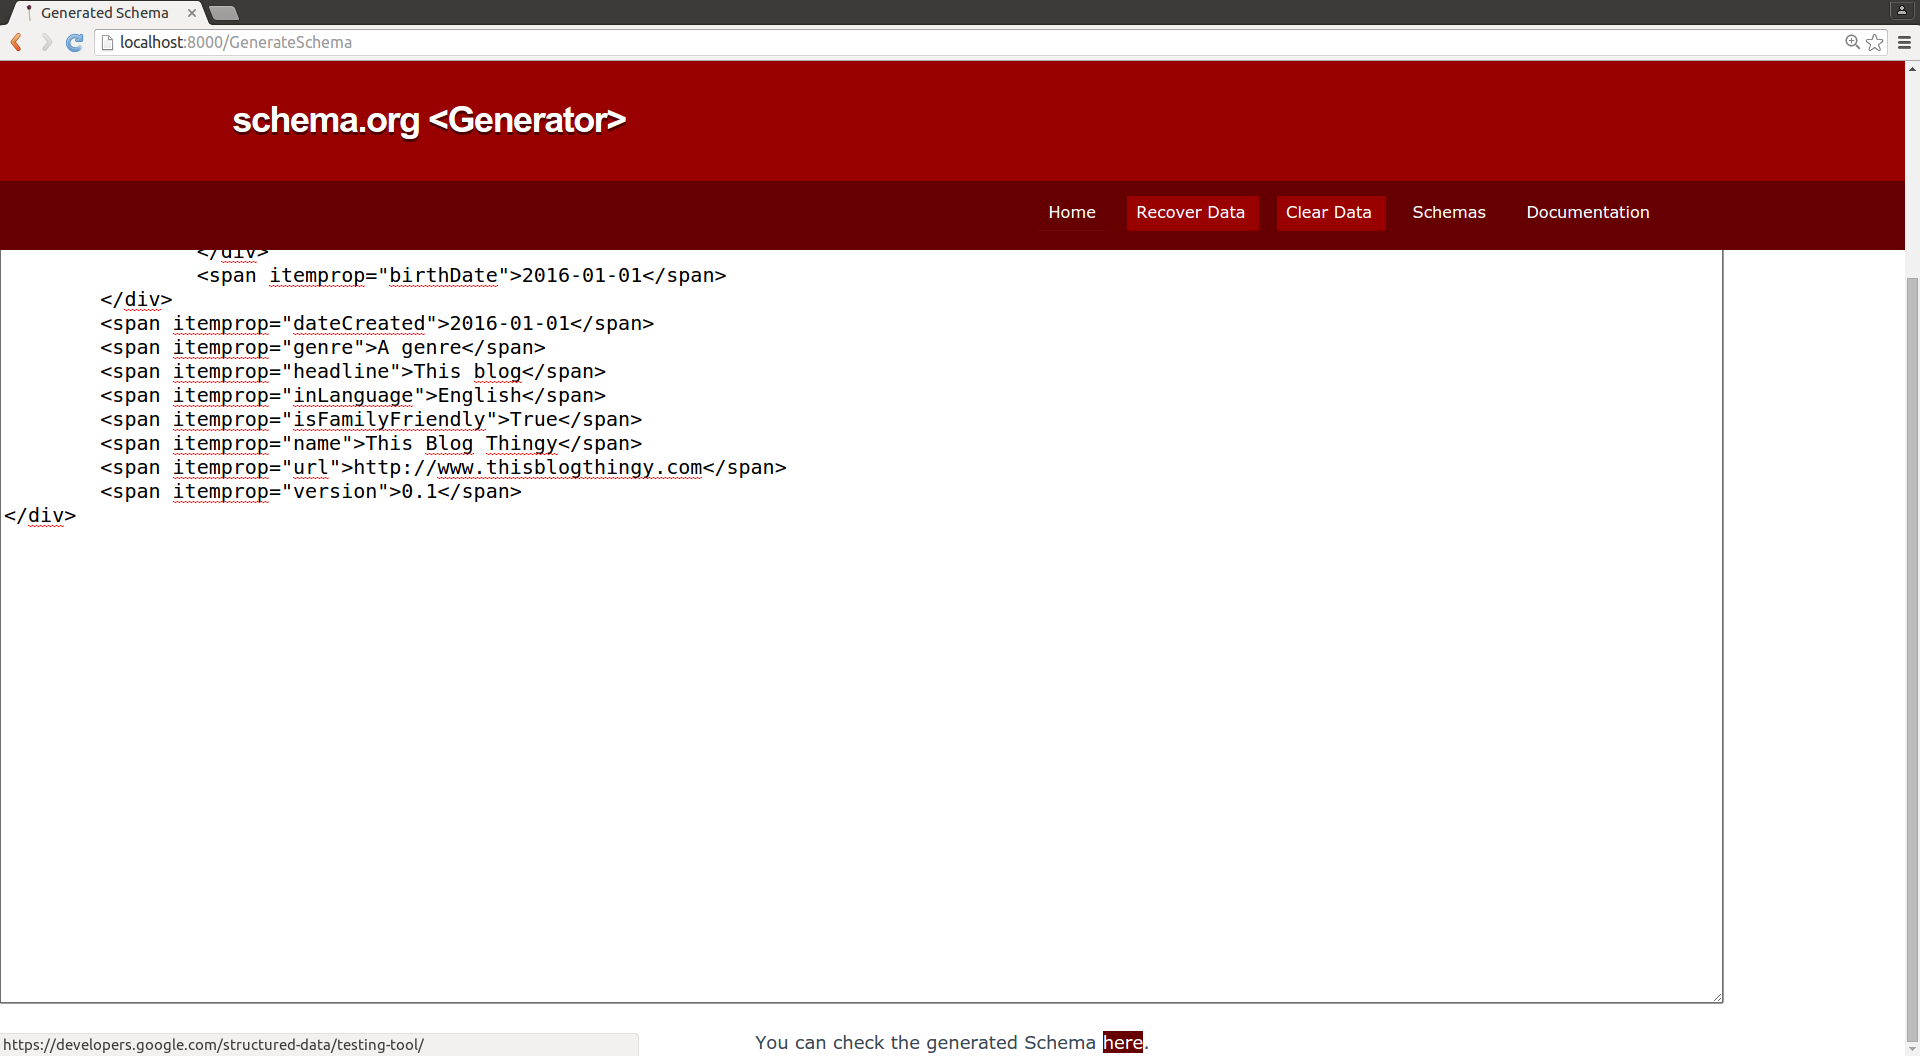 Generated Schema
localhost:8000/GenerateSchema
schema.org <Generator>
Home Recover Data Clear Data Schemas Documentation
</div>
<span itemprop="birthDate">2016-01-01</span>
</div>
<span itemprop="dateCreated">2016-01-01</span>
<span itemprop="genre">A genre</span>
<span itemprop="headline">This blog</span>
<span itemprop="inLanguage">English</span>
<span itemprop="isFamilyFriendly">True</span>
<span itemprop="name">This Blog Thingy</span>
<span itemprop="url">http://www.thisblogthingy.com</span>
<span itemprop="version">0.1</span>
</div>
You can check the generated Schema here.
https://developers.google.com/structured-data/testing-tool/